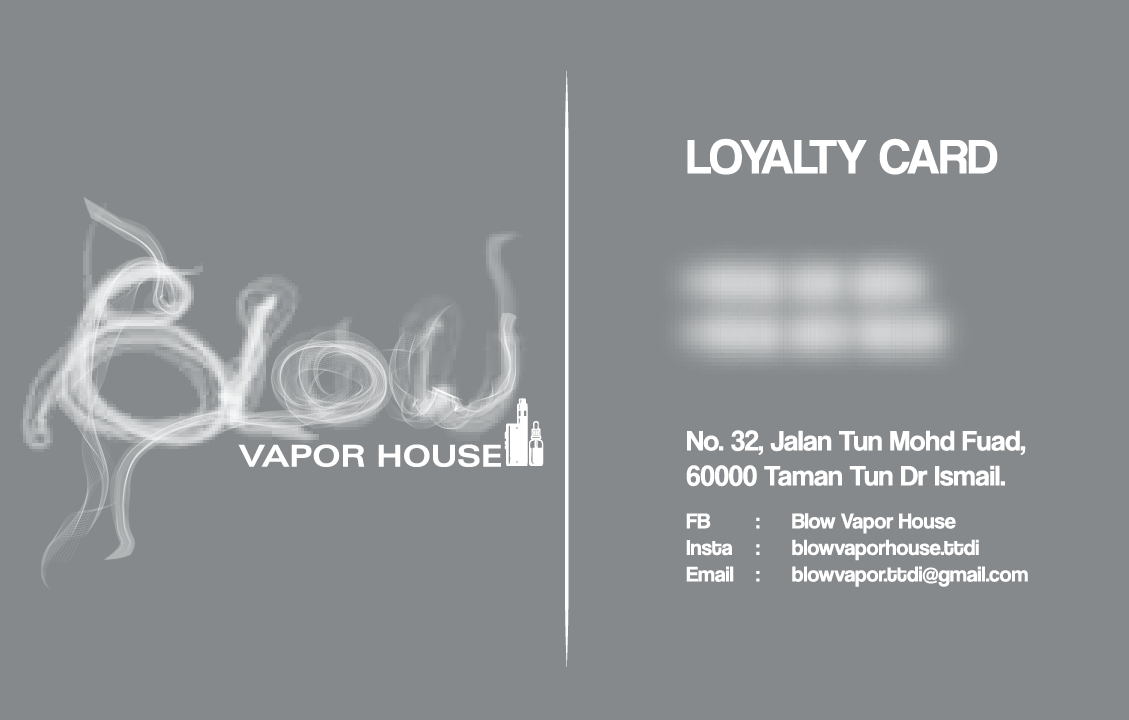 Blow
VAPOR HOUSE
LOYALTY CARD
No. 32, Jalan Tun Mohd Fuad,
60000 Taman Tun Dr Ismail.
FB : Blow Vapor House
Insta : blowvaporhouse.ttdi
Email : blowvapor.ttdi@gmail.com